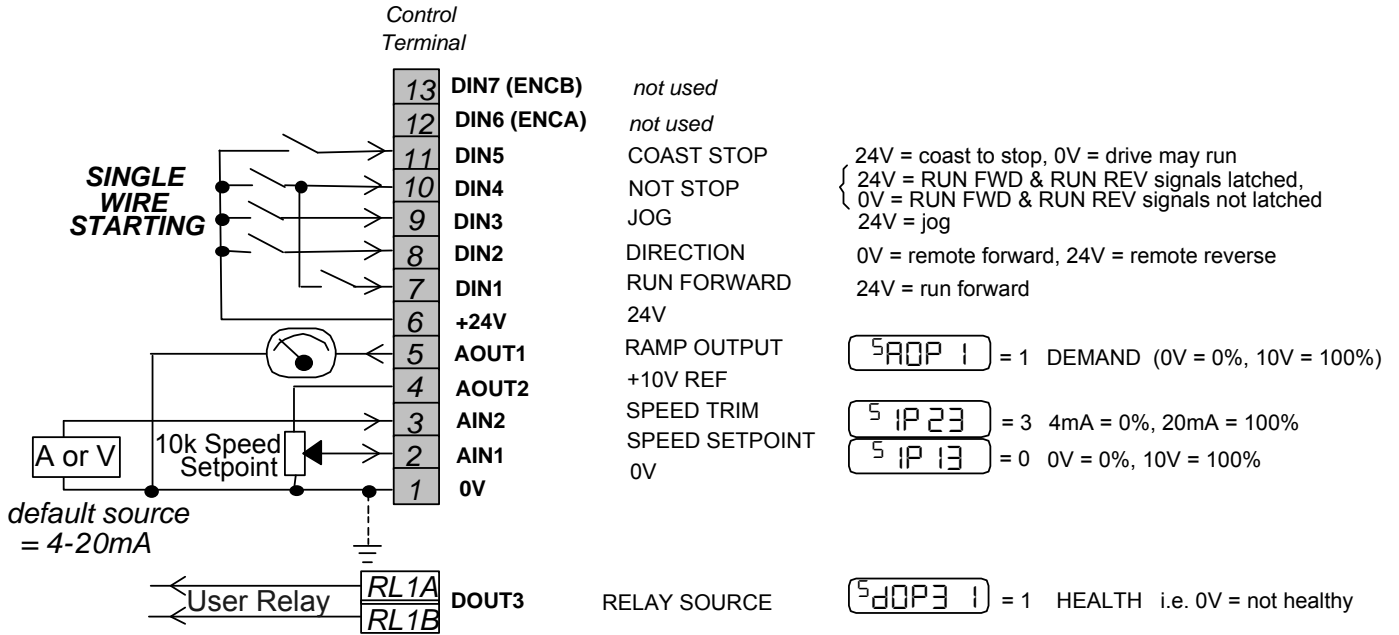 Control
Terminal
13 DIN7 (ENCB) not used
12 DIN6 (ENCA) not used
11 DIN5 COAST STOP 24V = coast to stop, 0V = drive may run
SINGLE
WIRE
STARTING
10 DIN4 NOT STOP 24V = RUN FWD & RUN REV signals latched,
0V = RUN FWD & RUN REV signals not latched
9 DIN3 JOG 24V = jog
8 DIN2 DIRECTION 0V = remote forward, 24V = remote reverse
7 DIN1 RUN FORWARD 24V = run forward
6 +24V 24V
5 AOUT1 RAMP OUTPUT SAOP 1 = 1 DEMAND (0V = 0%, 10V = 100%)
4 AOUT2 +10V REF
3 AIN2 SPEED TRIM S IP 23 = 3 4mA = 0%, 20mA = 100%
A or V
10k Speed
Setpoint
2 AIN1 SPEED SETPOINT S IP 13 = 0 0V = 0%, 10V = 100%
1 0V 0V
default source
= 4-20mA
User Relay
RL1A
RL1B
DOUT3 RELAY SOURCE SdOP3 1 = 1 HEALTH i.e. 0V = not healthy